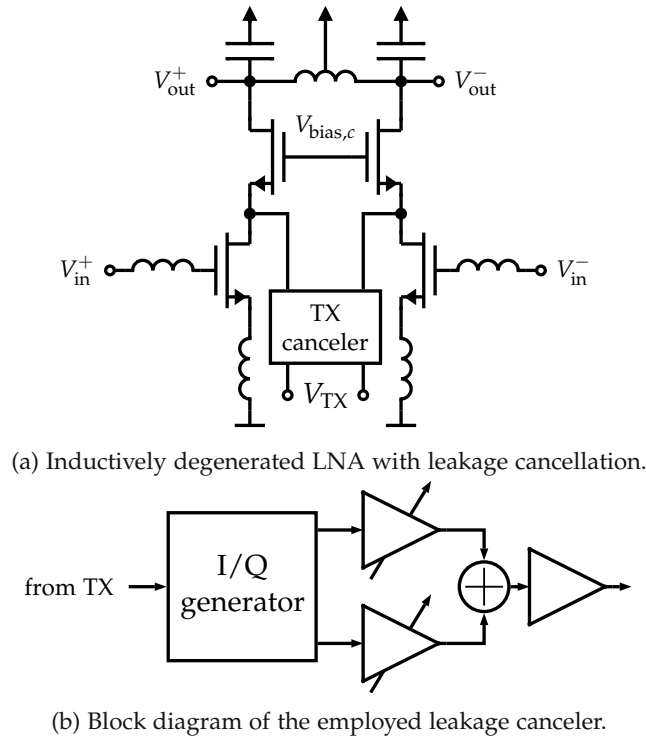 V+out
V−out
Vbias,c
V+in
V−in
TX
canceler
VTX
(a) Inductively degenerated LNA with leakage cancellation.
from TX
I/Q
generator
(b) Block diagram of the employed leakage canceler.